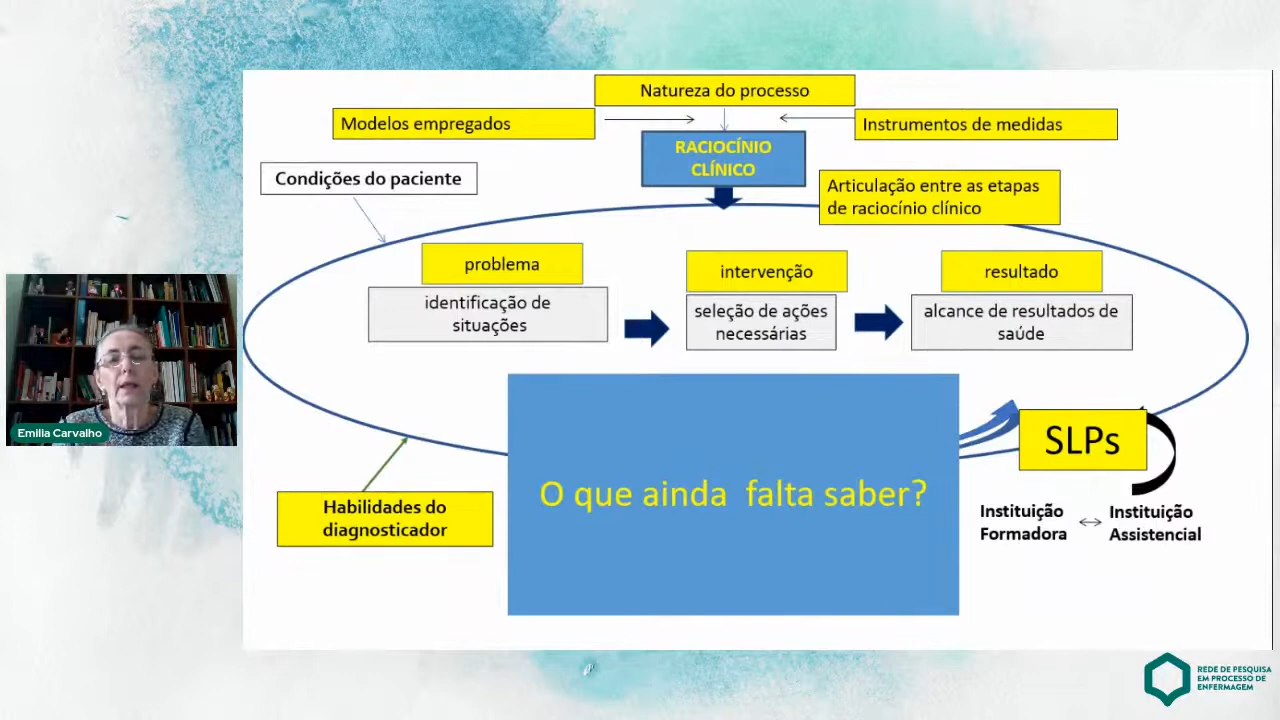 Natureza do processo
Modelos empregados
Instrumentos de medidas
RACIOCÍNIO
CLÍNICO
Condições do paciente
Articulação entre as etapas
de raciocínio clínico
problema
intervenção
resultado
identificação de
situações
seleção de ações
necessárias
alcance de resultados de
saúde
Emilia Carvalho
SLPs
O que ainda falta saber?
Habilidades do
diagnosticador
Instituição
Formadora
Instituição
Assistencial
REDE DE PESQUISA
EM PROCESSO DE
ENFERMAGEM